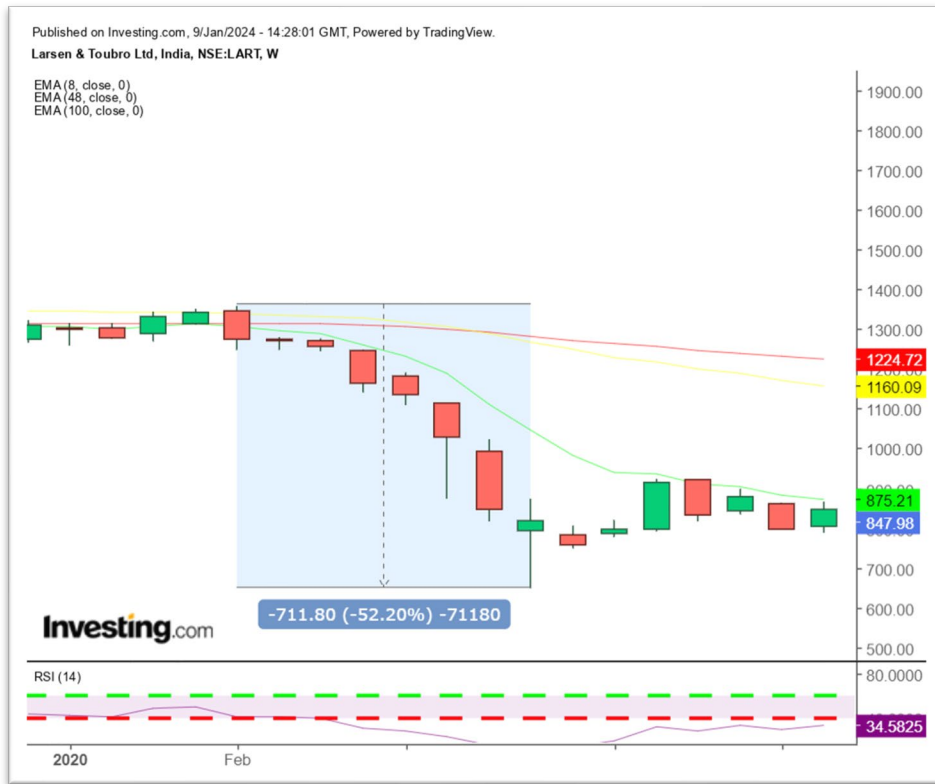 Published on Investing.com, 9/Jan/2024 - 14:28:01 GMT, Powered by TradingView.
Larsen & Toubro Ltd, India, NSE:LART, W
EMA (8, close, 0)
EMA (48, close, 0)
EMA (100, close, 0)
1900.00
1800.00
1700.00
1600.00
1500.00
1400.00
1300.00
1224.72
1160.09
1100.00
1000.00
875.21
847.98
700.00
600.00
500.00
-711.80 (-52.20%) -71180
Investing.com
RSI (14)
80.0000
34.5825
2020
Feb